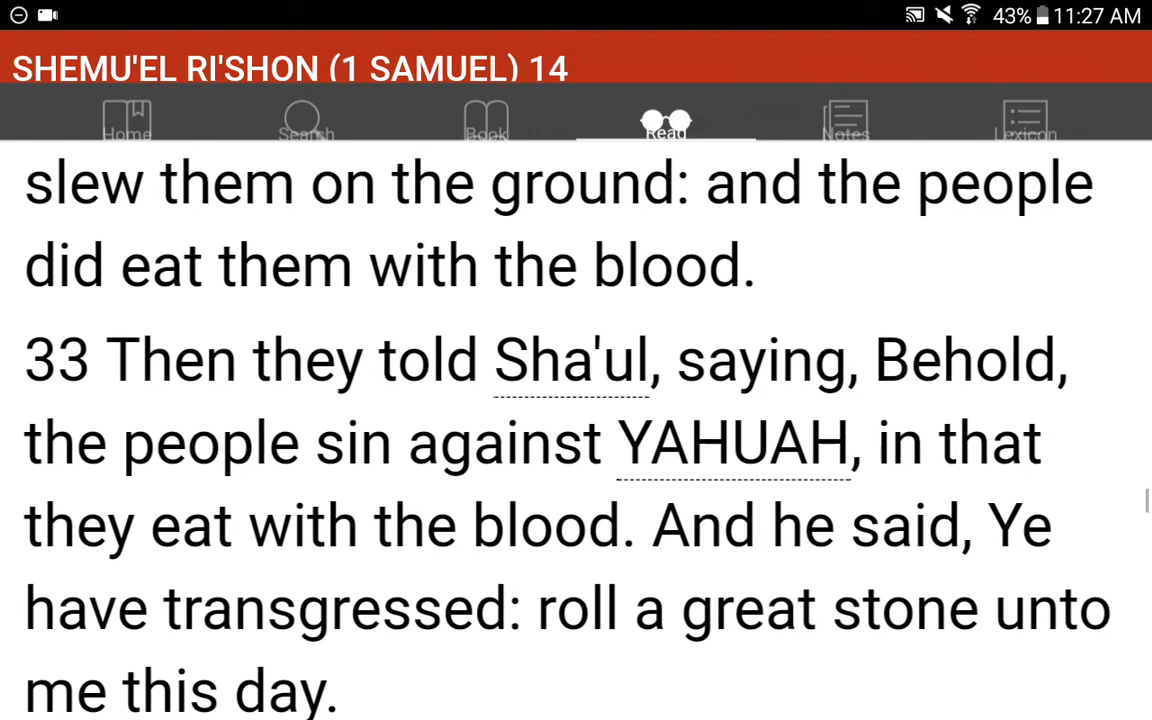 43% 11:27 AM
SHEMU'EL RI'SHON (1 SAMUEL) 14
Home Search Book Read Notes Lexicon
slew them on the ground: and the people
did eat them with the blood.
33 Then they told Sha'ul, saying, Behold,
the people sin against YAHUAH, in that
they eat with the blood. And he said, Ye
have transgressed: roll a great stone unto
me this day.